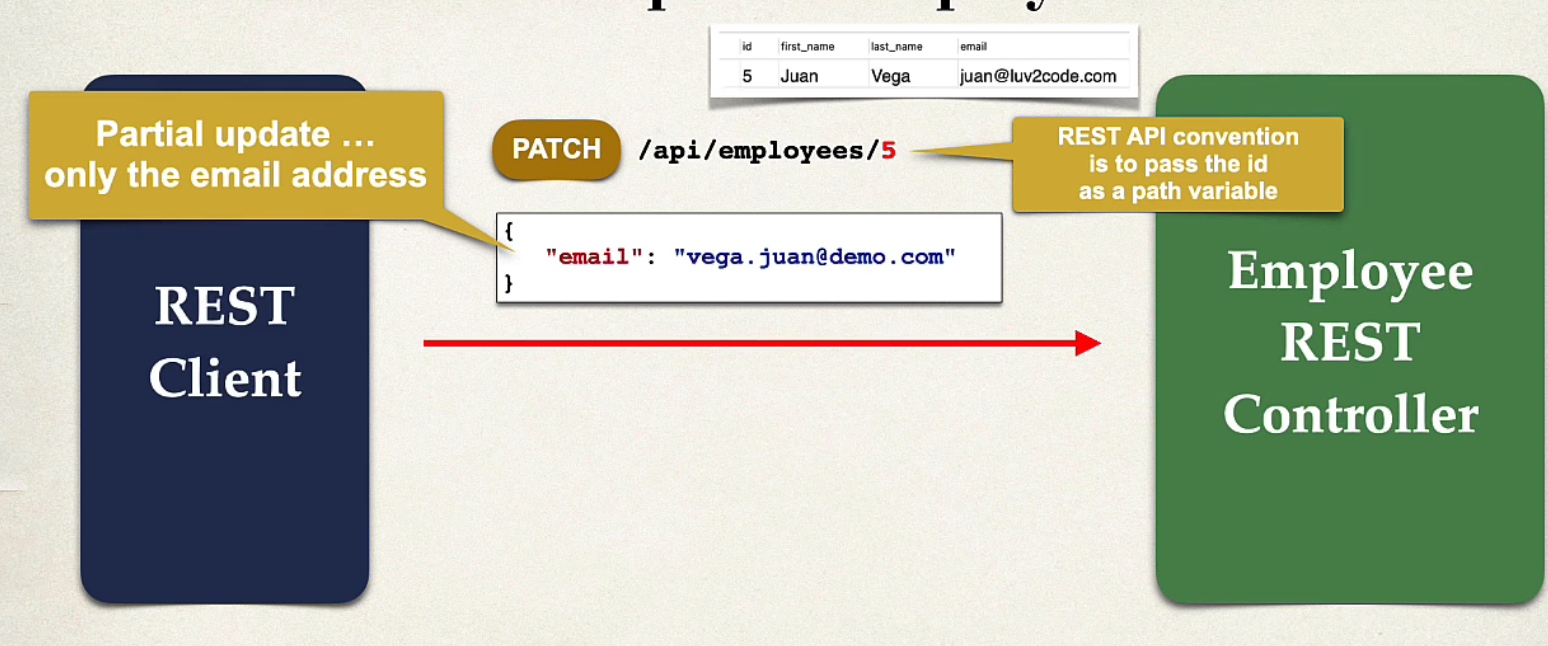 id first_name last_name email
5 Juan Vega juan@luv2code.com
Partial update ...
only the email address
PATCH /api/employees/5
REST API convention
is to pass the id
as a path variable
{
"email": "vega.juan@demo.com"
}
REST
Client
Employee
REST
Controller